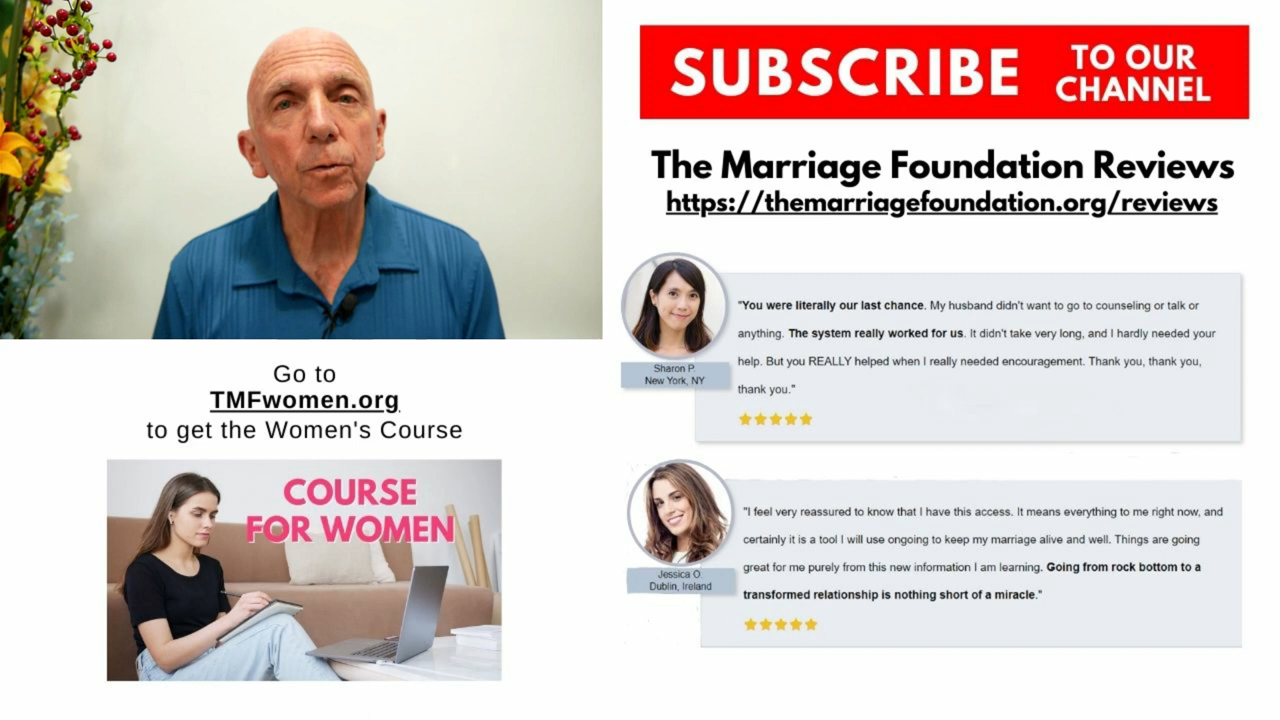 SUBSCRIBE TO OUR CHANNEL
The Marriage Foundation Reviews
https://themarriagefoundation.org/reviews
"You were literally our last chance. My husband didn't want to go to counseling or talk or
anything. The system really worked for us. It didn't take very long, and I hardly needed your
help. But you REALLY helped when I really needed encouragement. Thank you, thank you,
thank you."
Sharon P.
New York, NY
"I feel very reassured to know that I have this access. It means everything to me right now, and
certainly it is a tool I will use ongoing to keep my marriage alive and well. Things are going
great for me purely from this new information I am learning. Going from rock bottom to a
transformed relationship is nothing short of a miracle."
Jessica O.
Dublin, Ireland
Go to
TMFwomen.org
to get the Women's Course
COURSE
FOR WOMEN